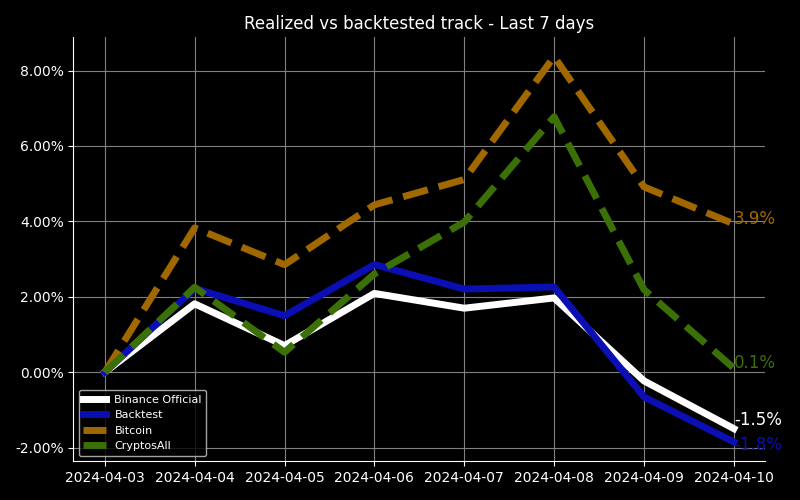 Realized vs backtested track - Last 7 days
8.00%
6.00%
4.00%
2.00%
0.00%
-2.00%
3.9%
0.1%
-1.5%
-1.8%
Binance Official
Backtest
Bitcoin
CryptosAll
2024-04-03 2024-04-04 2024-04-05 2024-04-06 2024-04-07 2024-04-08 2024-04-09 2024-04-10